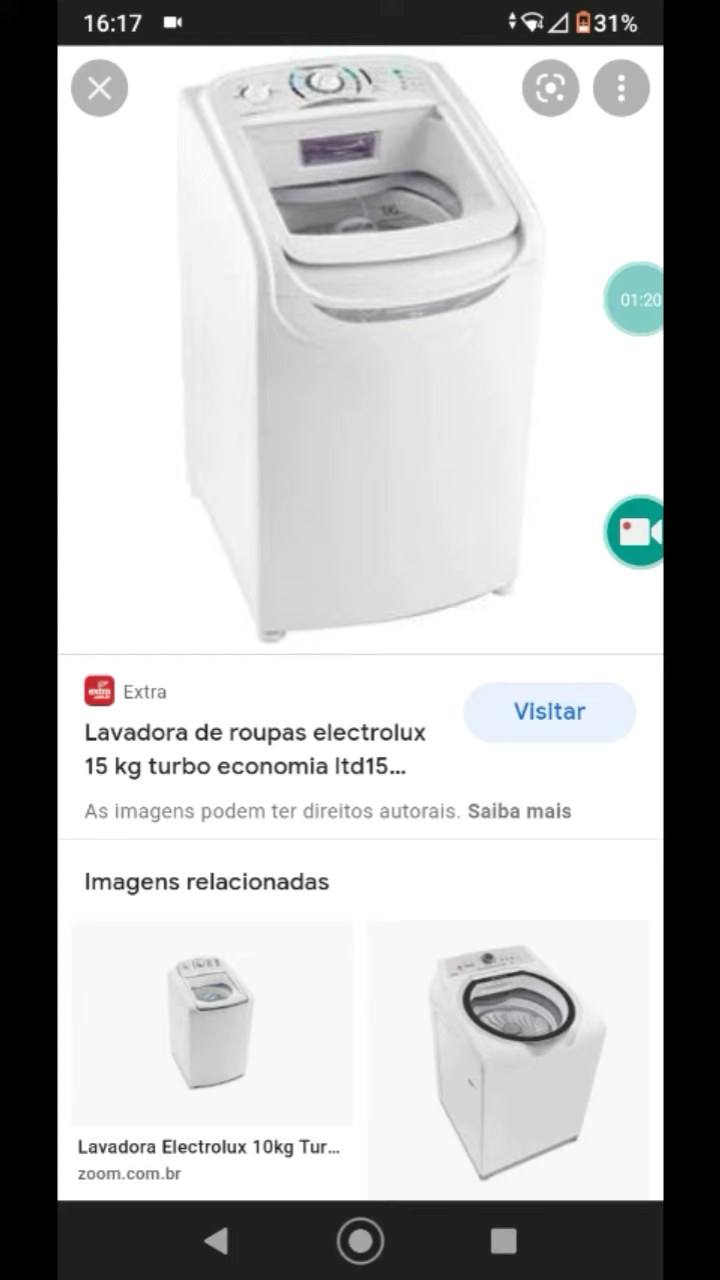 16:17
31%
01:20
extra
Extra
Visitar
Lavadora de roupas electrolux
15 kg turbo economia ltd15...
As imagens podem ter direitos autorais. Saiba mais
Imagens relacionadas
Lavadora Electrolux 10kg Tur...
zoom.com.br